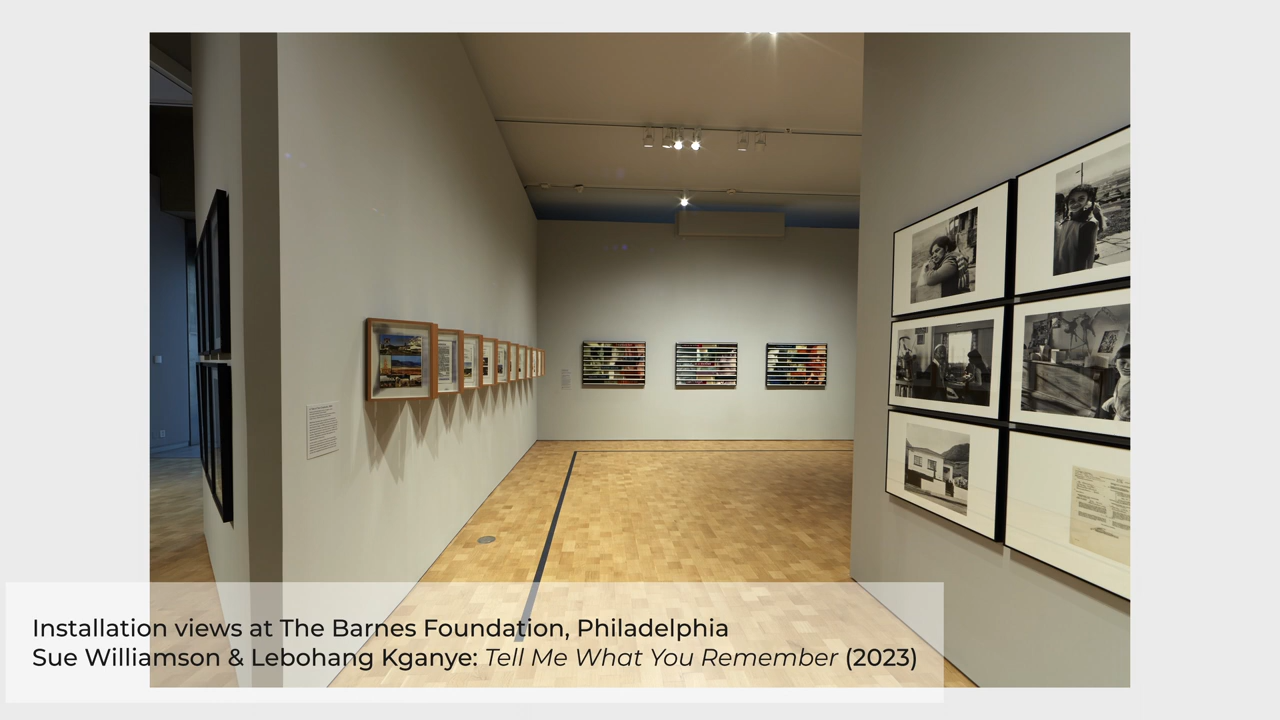 Installation views at The Barnes Foundation, Philadelphia
Sue Williamson & Lebohang Kganye: Tell Me What You Remember (2023)